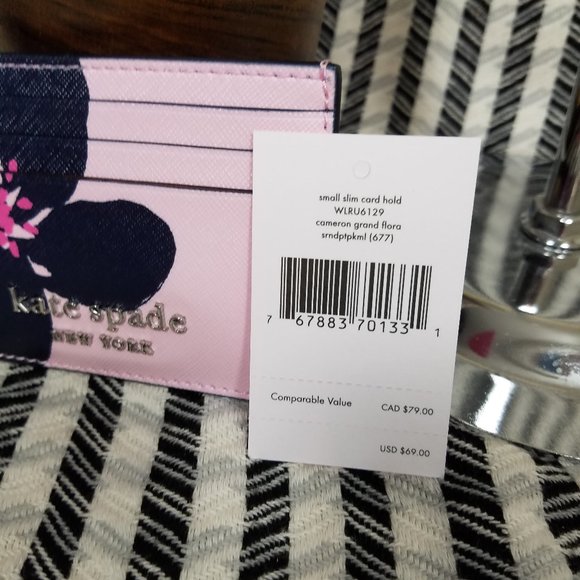 kate spade
NEW YORK
small slim card hold
WLRU6129
cameron grand flora
srndptpkml (677)
7 67883 70133 1
Comparable Value CAD $79.00
USD $69.00